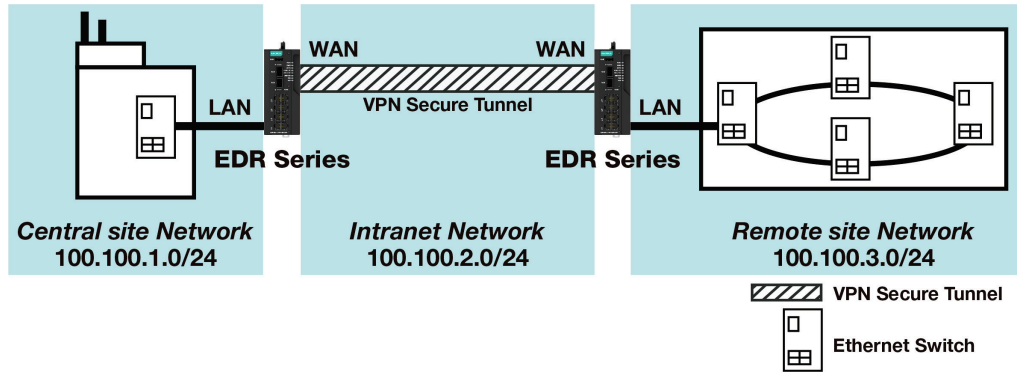 WAN
WAN
LAN
VPN Secure Tunnel
LAN
EDR Series
EDR Series
Central site Network
100.100.1.0/24
Intranet Network
100.100.2.0/24
Remote site Network
100.100.3.0/24
VPN Secure Tunnel
Ethernet Switch